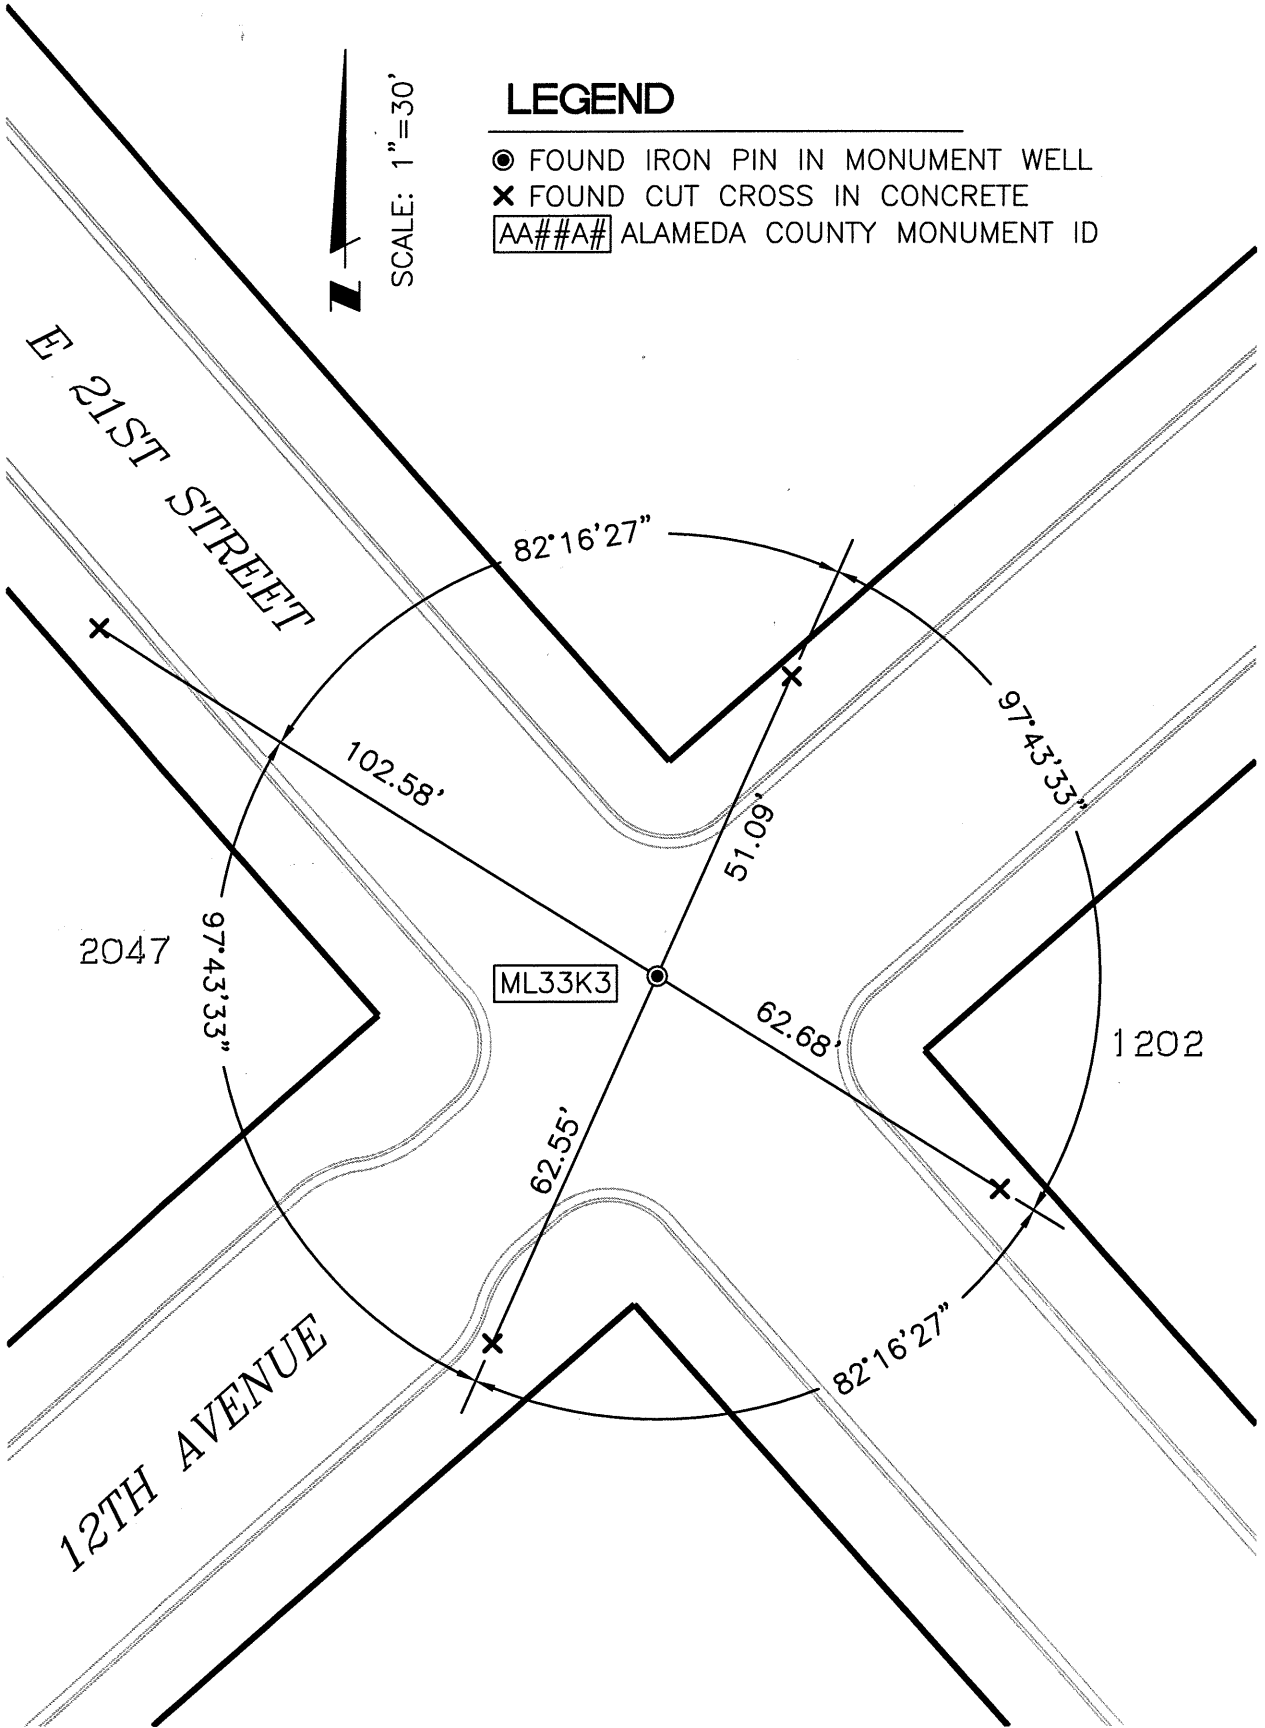 LEGEND
FOUND IRON PIN IN MONUMENT WELL
FOUND CUT CROSS IN CONCRETE
AA##A# ALAMEDA COUNTY MONUMENT ID
SCALE: 1"=30'
N
E 21ST STREET
82°16'27"
97°43'33"
102.58'
51.09'
2047
97°43'33"
ML33K3
62.68'
1202
62.55'
82°16'27"
12TH AVENUE